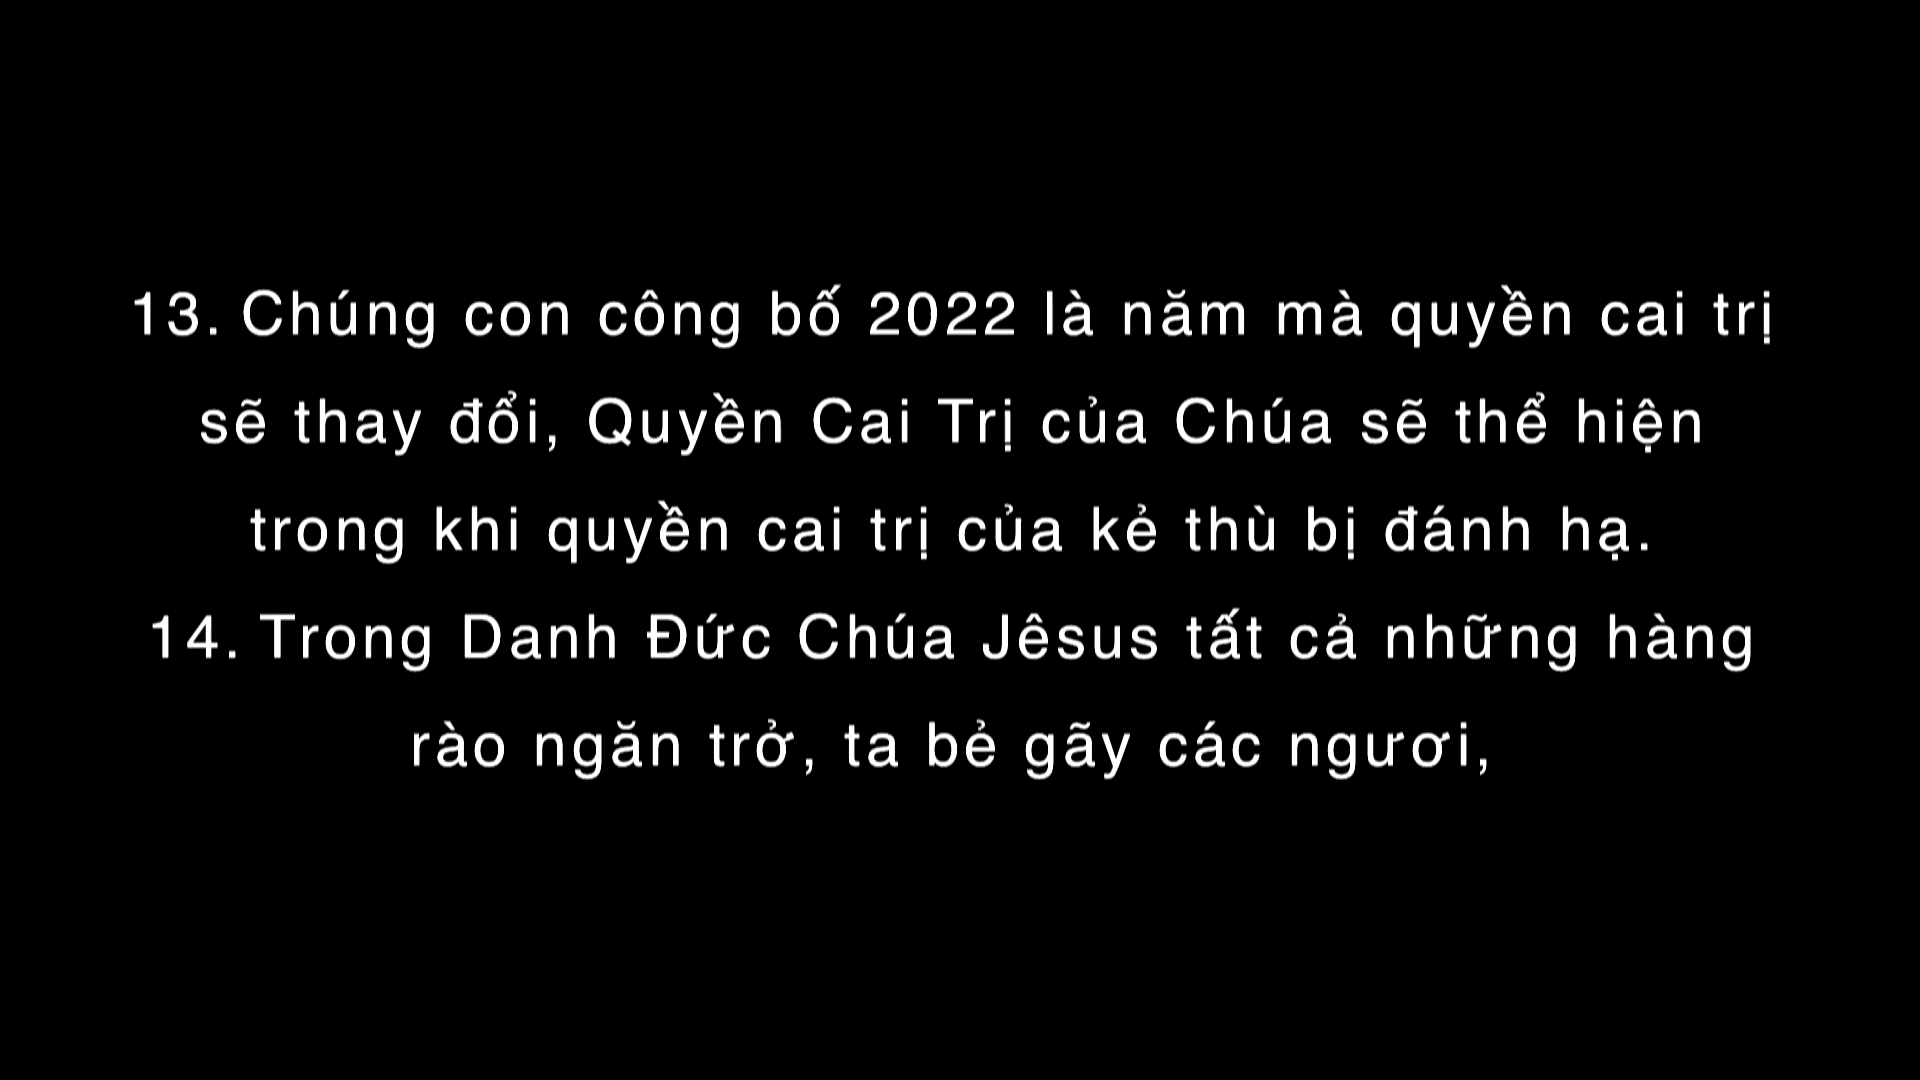 13. Chúng con công bố 2022 là năm mà quyền cai trị
sẽ thay đổi, Quyền Cai Trị của Chúa sẽ thể hiện
trong khi quyền cai trị của kẻ thù bị đánh hạ.
14. Trong Danh Đức Chúa Jêsus tất cả những hàng
rào ngăn trở, ta bẻ gãy các ngươi,